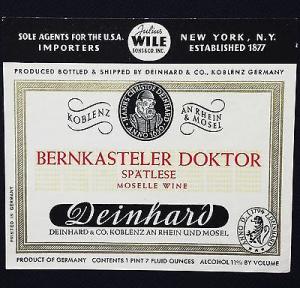 SOLE AGENTS FOR THE U.S.A.
IMPORTERS
Julius
WILE
SONS & CO. INC.
NEW YORK, N.Y.
ESTABLISHED 1877
PRODUCED BOTTLED & SHIPPED BY DEINHARD & CO., KOBLENZ GERMANY
KOBLENZ
AN RHEIN
& MOSEL
BERNKASTELER DOKTOR
SPÄTLESE
MOSELLE WINE
Deinhard
DEINHARD & CO. KOBLENZ AN RHEIN UND MOSEL
PRINTED IN GERMANY
PRODUCT OF GERMANY CONTENTS 1 PINT 7 FLUID OUNCES ALCOHOL 11% BY VOLUME